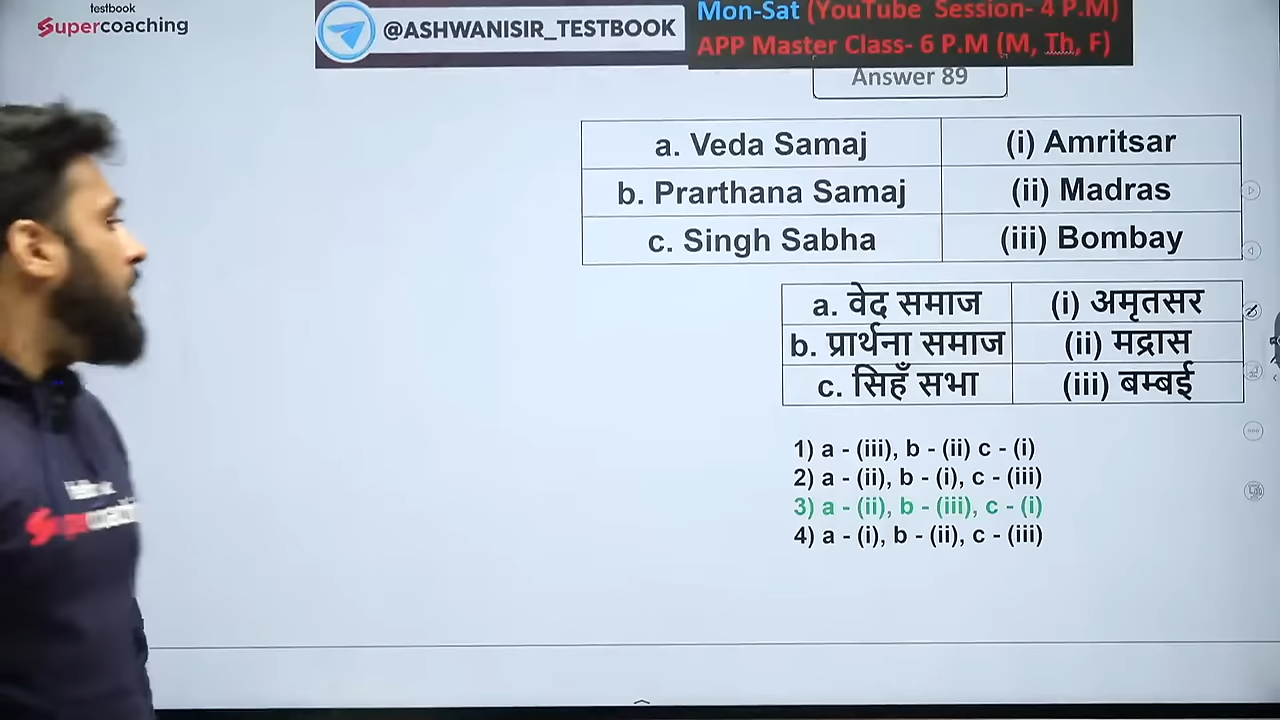 testbook
Supercoaching
@ASHWANISIR_TESTBOOK
Mon-Sat (YouTube Session- 4 P.M)
APP Master Class- 6 P.M (M, Th, F)
Answer 89
a. Veda Samaj (i) Amritsar
b. Prarthana Samaj (ii) Madras
c. Singh Sabha (iii) Bombay
a. वेद समाज (i) अमृतसर
b. प्रार्थना समाज (ii) मद्रास
c. सिहँ सभा (iii) बम्बई
1) a - (iii), b - (ii) c - (i)
2) a - (ii), b - (i), c - (iii)
3) a - (ii), b - (iii), c - (i)
4) a - (i), b - (ii), c - (iii)